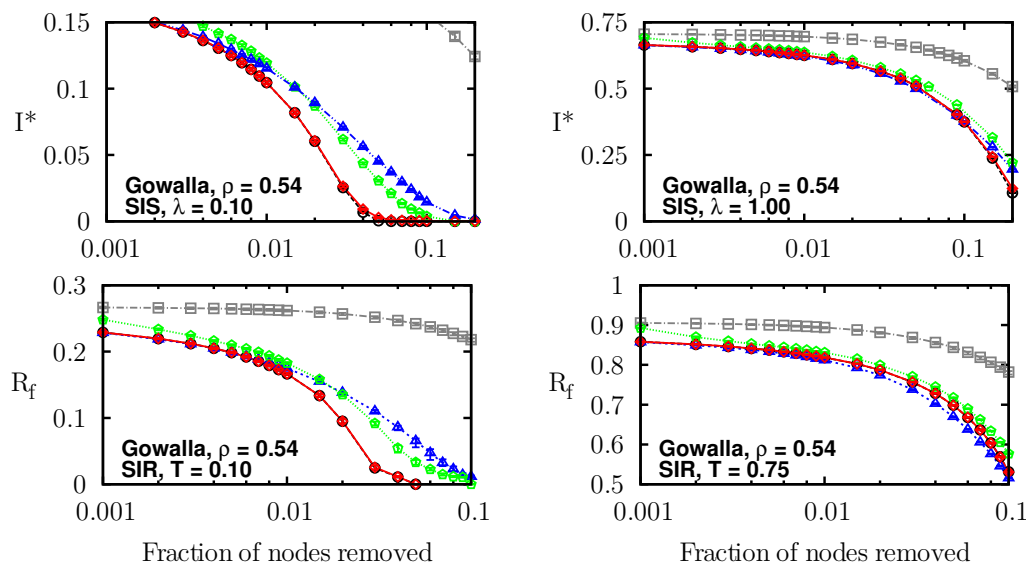 0.15
0.1
0.05
0
I*
Gowalla, ρ = 0.54
SIS, λ = 0.10
0.001
0.01
0.1
0.75
0.5
0.25
0
I*
Gowalla, ρ = 0.54
SIS, λ = 1.00
0.001
0.01
0.1
0.3
0.2
0.1
0
R_f
Gowalla, ρ = 0.54
SIR, T = 0.10
0.001
0.01
0.1
Fraction of nodes removed
1
0.9
0.8
0.7
0.6
0.5
R_f
Gowalla, ρ = 0.54
SIR, T = 0.75
0.001
0.01
0.1
Fraction of nodes removed